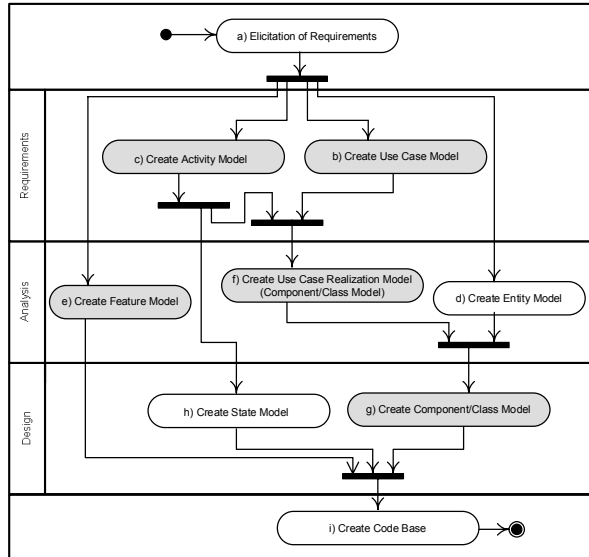 a) Elicitation of Requirements
Requirements
c) Create Activity Model
b) Create Use Case Model
Analysis
e) Create Feature Model
f) Create Use Case Realization Model
(Component/Class Model)
d) Create Entity Model
Design
h) Create State Model
g) Create Component/Class Model
i) Create Code Base